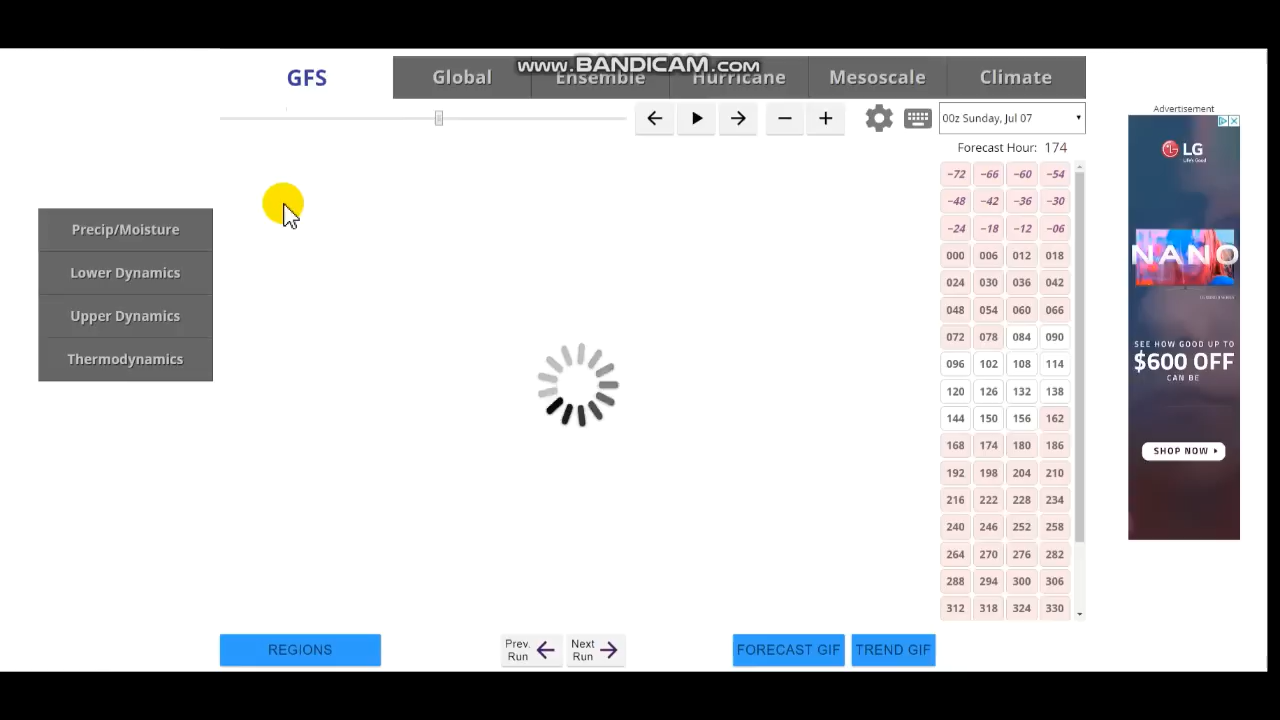 www.BANDICAM.com
GFS Global Ensemble Hurricane Mesoscale Climate
00z Sunday, Jul 07
Forecast Hour: 174
Precip/Moisture
Lower Dynamics
Upper Dynamics
Thermodynamics
-72 -66 -60 -54
-48 -42 -36 -30
-24 -18 -12 -06
000 006 012 018
024 030 036 042
048 054 060 066
072 078 084 090
096 102 108 114
120 126 132 138
144 150 156 162
168 174 180 186
192 198 204 210
216 222 228 234
240 246 252 258
264 270 276 282
288 294 300 306
312 318 324 330
REGIONS
Prev. Run
Next Run
FORECAST GIF
TREND GIF
Advertisement
LG
Life's Good
NANO
SEE HOW GOOD UP TO
$600 OFF
CAN BE
SHOP NOW